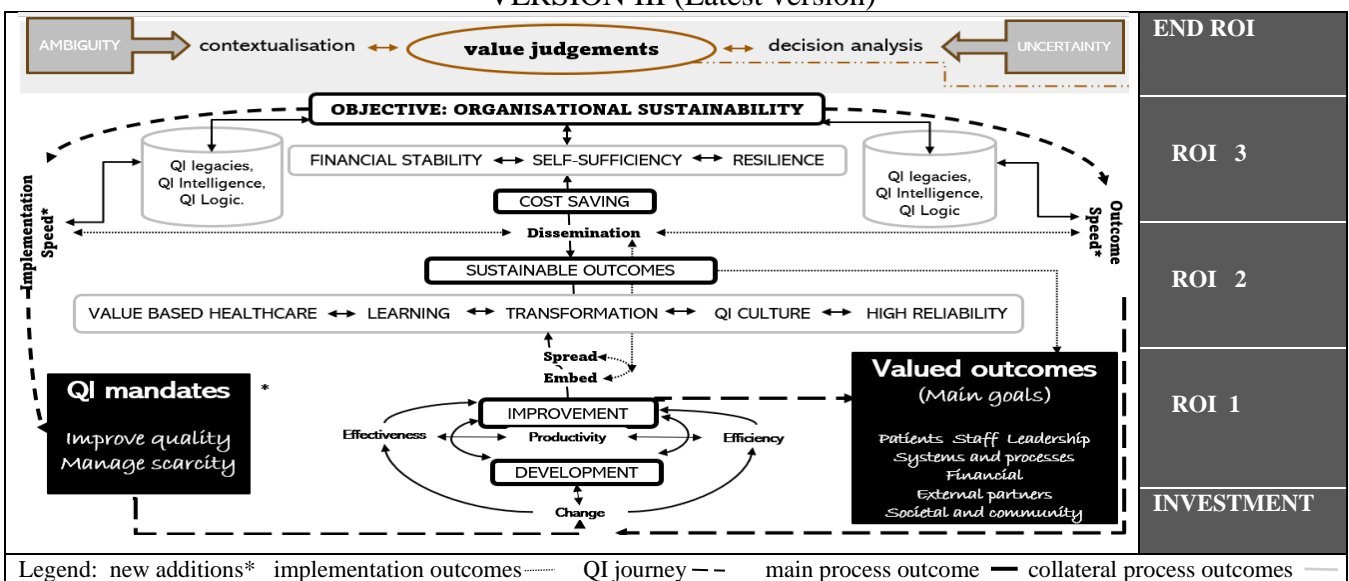 VERSION III (Latest version)
AMBIGUITY
contextualisation
value judgements
decision analysis
UNCERTAINTY
END ROI
OBJECTIVE: ORGANISATIONAL SUSTAINABILITY
QI legacies,
QI Intelligence,
QI Logic.
FINANCIAL STABILITY
SELF-SUFFICIENCY
RESILIENCE
QI legacies,
QI Intelligence,
QI Logic
ROI 3
COST SAVING
Implementation
Speed*
Dissemination
Outcome
Speed*
SUSTAINABLE OUTCOMES
ROI 2
VALUE BASED HEALTHCARE
LEARNING
TRANSFORMATION
QI CULTURE
HIGH RELIABILITY
Spread
Embed
QI mandates *
Improve quality
Manage scarcity
IMPROVEMENT
Effectiveness
Productivity
Efficiency
DEVELOPMENT
Change
Valued outcomes
(Main goals)
Patients Staff Leadership
Systems and processes
Financial
External partners
Societal and community
ROI 1
INVESTMENT
Legend: new additions* implementation outcomes QI journey main process outcome collateral process outcomes